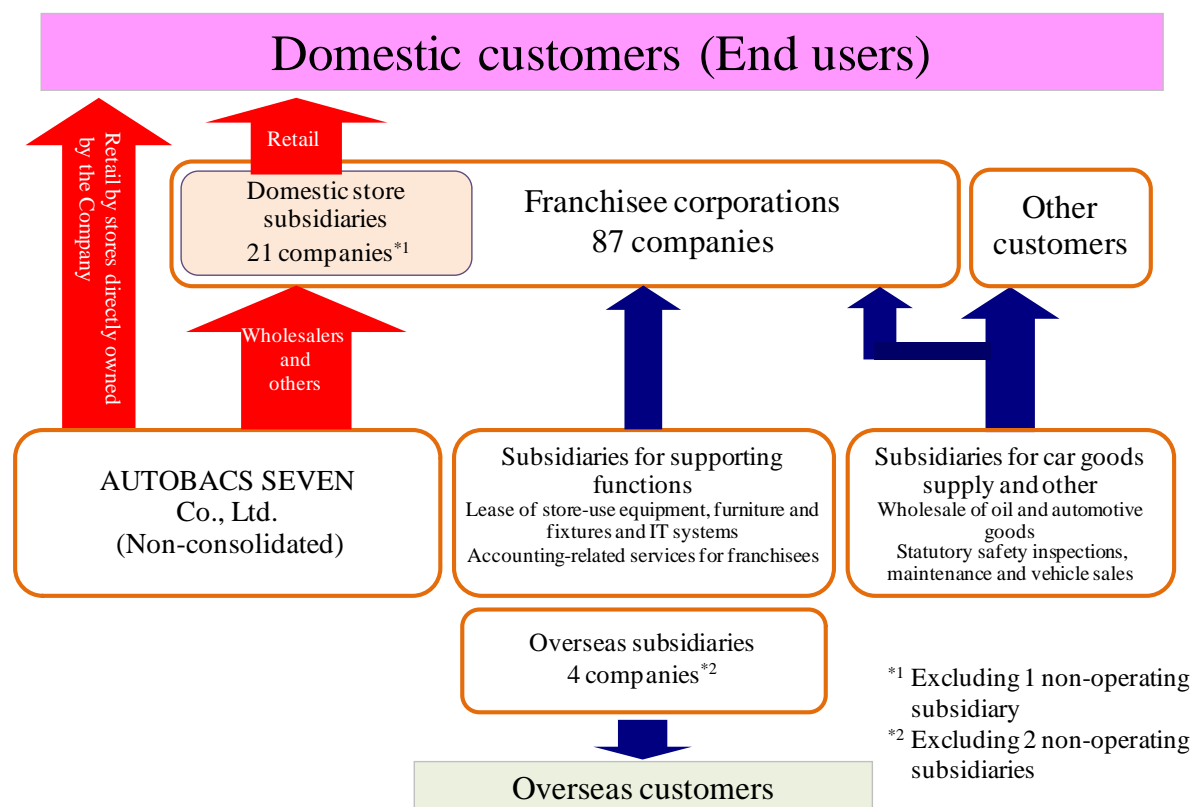 Domestic customers (End users)
Retail by stores directly owned
by the Company
Retail
Domestic store
subsidiaries
21 companies*1
Franchisee corporations
87 companies
Other
customers
Wholesalers
and
others
AUTOBACS SEVEN
Co., Ltd.
(Non-consolidated)
Subsidiaries for supporting
functions
Lease of store-use equipment, furniture and
fixtures and IT systems
Accounting-related services for franchisees
Subsidiaries for car goods
supply and other
Wholesale of oil and automotive
goods
Statutory safety inspections,
maintenance and vehicle sales
Overseas subsidiaries
4 companies*2
*1 Excluding 1 non-operating
subsidiary
*2 Excluding 2 non-operating
subsidiaries
Overseas customers